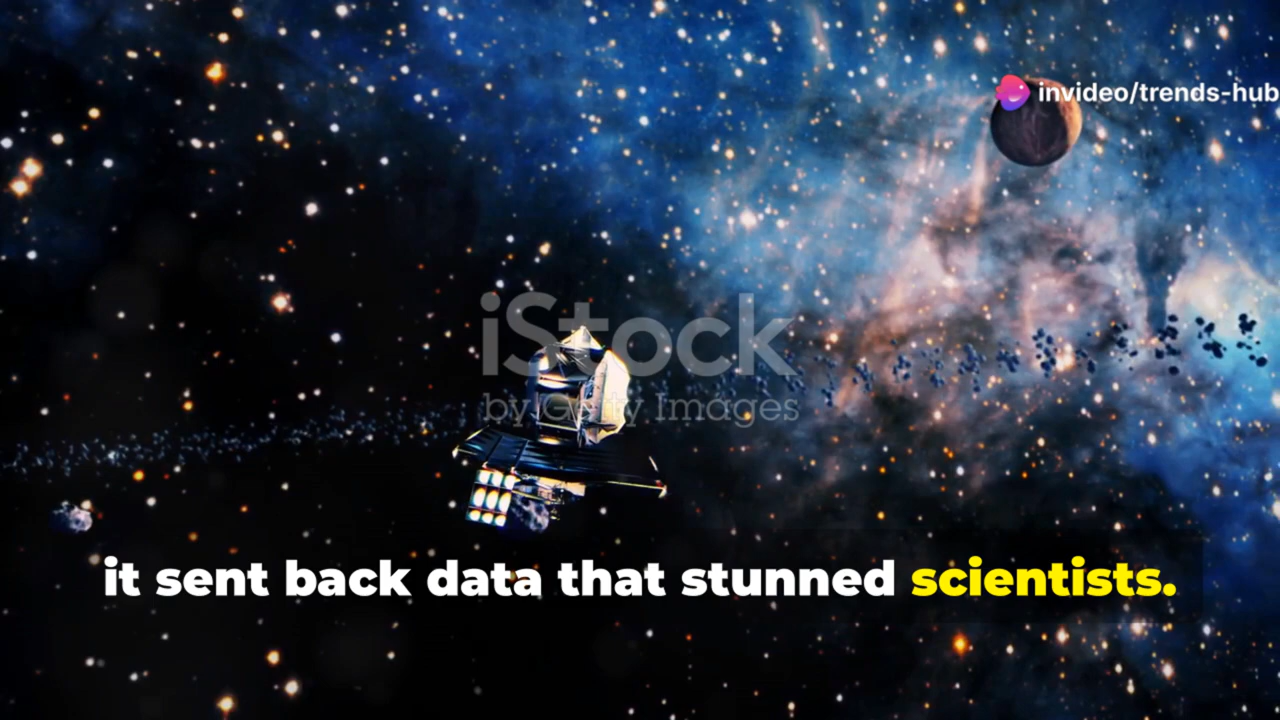 invideo/trends-hub
iStock
by Getty Images
it sent back data that stunned scientists.